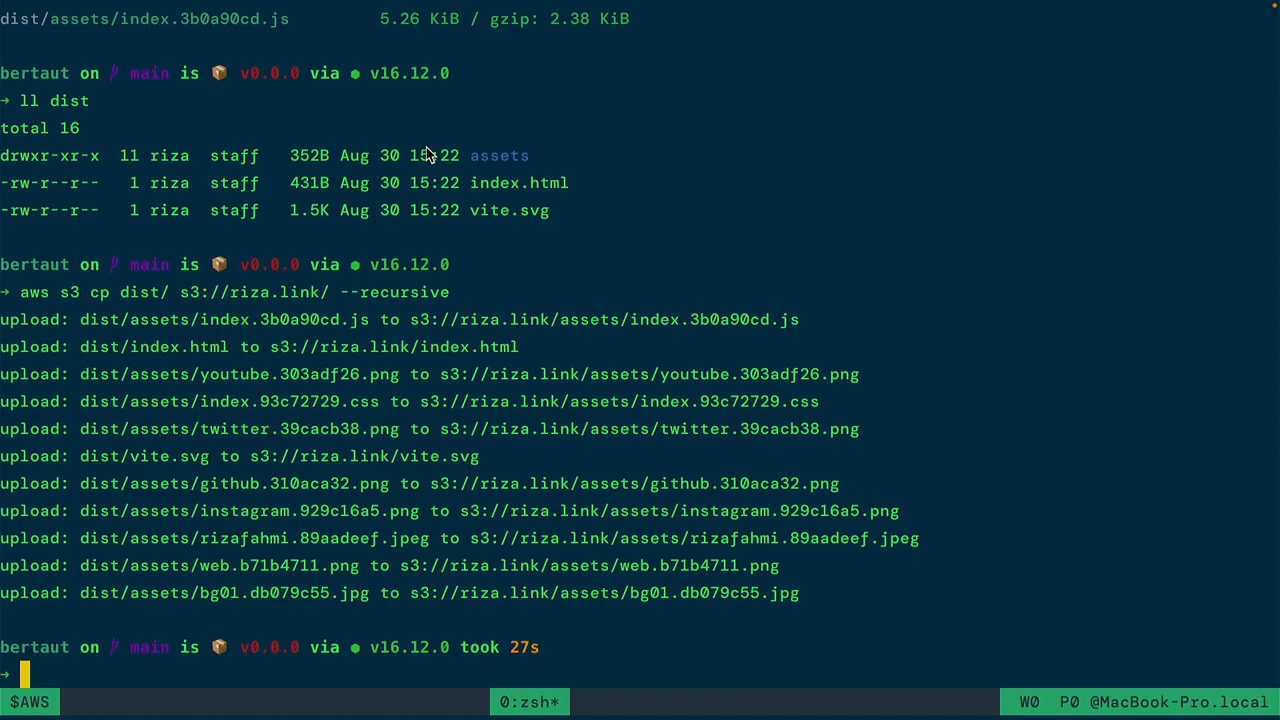 dist/assets/index.3b0a90cd.js 5.26 KiB / gzip: 2.38 KiB
bertaut on main is 📦 v0.0.0 via ⬢ v16.12.0
→ ll dist
total 16
drwxr-xr-x 11 riza staff 352B Aug 30 15:22 assets
-rw-r--r-- 1 riza staff 431B Aug 30 15:22 index.html
-rw-r--r-- 1 riza staff 1.5K Aug 30 15:22 vite.svg
bertaut on main is 📦 v0.0.0 via ⬢ v16.12.0
→ aws s3 cp dist/ s3://riza.link/ --recursive
upload: dist/assets/index.3b0a90cd.js to s3://riza.link/assets/index.3b0a90cd.js
upload: dist/index.html to s3://riza.link/index.html
upload: dist/assets/youtube.303adf26.png to s3://riza.link/assets/youtube.303adf26.png
upload: dist/assets/index.93c72729.css to s3://riza.link/assets/index.93c72729.css
upload: dist/assets/twitter.39cacb38.png to s3://riza.link/assets/twitter.39cacb38.png
upload: dist/vite.svg to s3://riza.link/vite.svg
upload: dist/assets/github.310aca32.png to s3://riza.link/assets/github.310aca32.png
upload: dist/assets/instagram.929c16a5.png to s3://riza.link/assets/instagram.929c16a5.png
upload: dist/assets/rizafahmi.89aadeef.jpeg to s3://riza.link/assets/rizafahmi.89aadeef.jpeg
upload: dist/assets/web.b71b4711.png to s3://riza.link/assets/web.b71b4711.png
upload: dist/assets/bg01.db079c55.jpg to s3://riza.link/assets/bg01.db079c55.jpg
bertaut on main is 📦 v0.0.0 via ⬢ v16.12.0 took 27s
→
$AWS 0:zsh* W0 P0 @MacBook-Pro.local